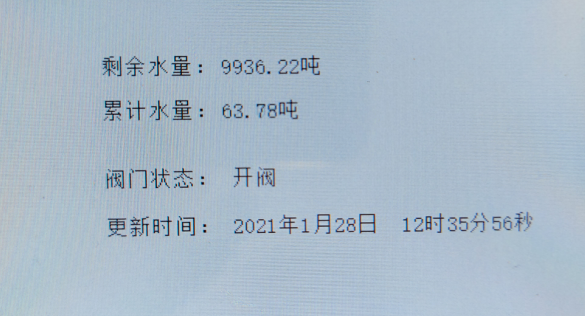 剩余水量：9936.22吨
累计水量：63.78吨
阀门状态： 开阀
更新时间： 2021年1月28日 12时35分56秒